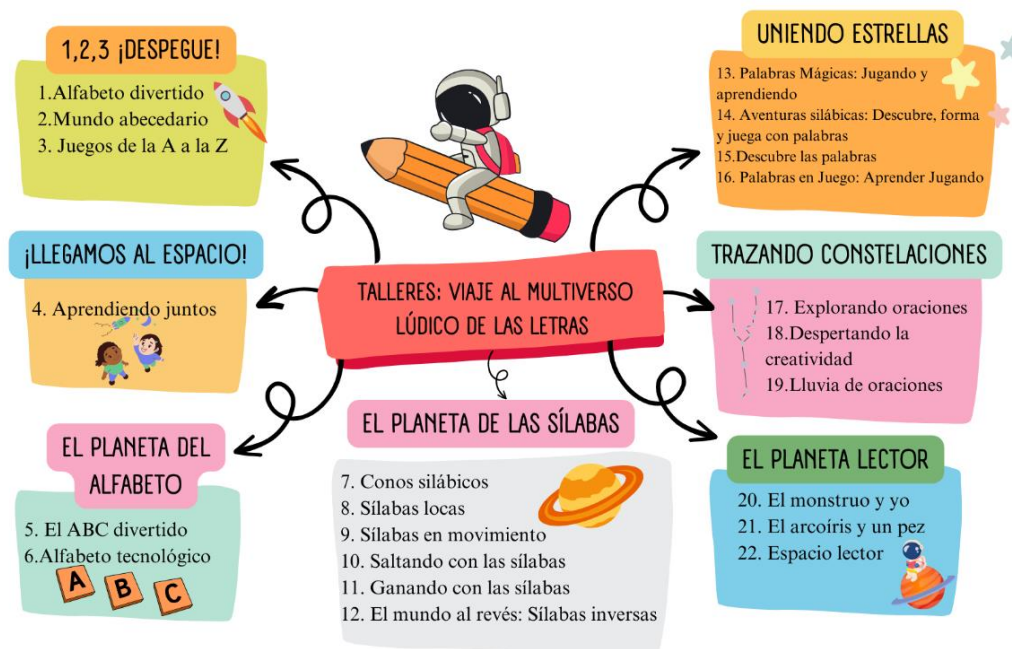 1,2,3 ¡DESPEGUE!
1.Alfabeto divertido
2.Mundo abecedario
3. Juegos de la A a la Z
¡LLEGAMOS AL ESPACIO!
4. Aprendiendo juntos
EL PLANETA DEL
ALFABETO
5. El ABC divertido
6.Alfabeto tecnológico
A B C
TALLERES: VIAJE AL MULTIVERSO
LÚDICO DE LAS LETRAS
EL PLANETA DE LAS SÍLABAS
7. Conos silábicos
8. Sílabas locas
9. Sílabas en movimiento
10. Saltando con las sílabas
11. Ganando con las sílabas
12. El mundo al revés: Sílabas inversas
UNIENDO ESTRELLAS
13. Palabras Mágicas: Jugando y
aprendiendo
14. Aventuras silábicas: Descubre, forma
y juega con palabras
15.Descubre las palabras
16. Palabras en Juego: Aprender Jugando
TRAZANDO CONSTELACIONES
17. Explorando oraciones
18.Despertando la
creatividad
19.Lluvia de oraciones
EL PLANETA LECTOR
20. El monstruo y yo
21. El arcoíris y un pez
22. Espacio lector